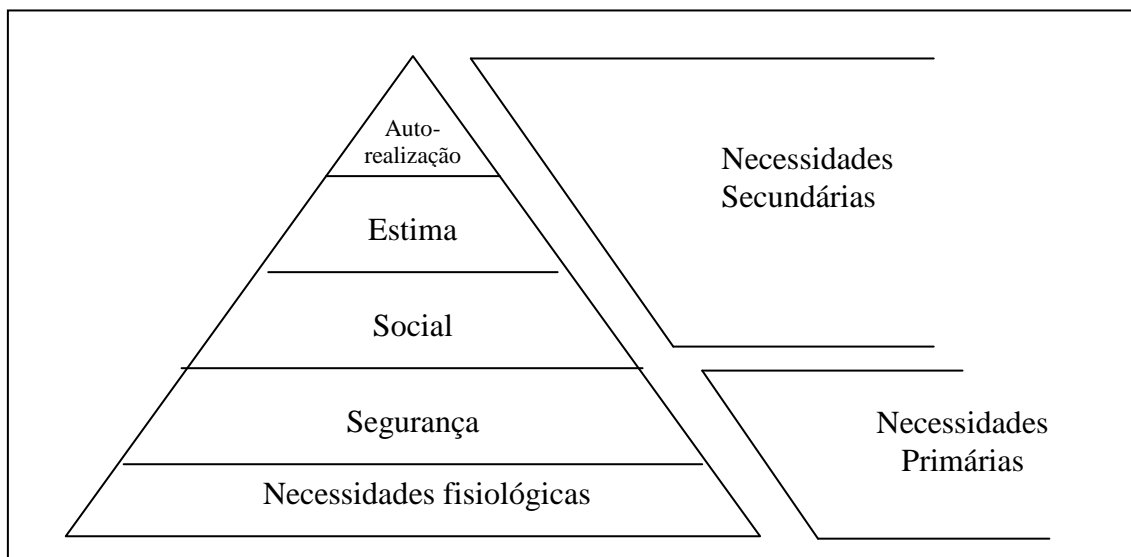 Auto-
realização
Necessidades
Secundárias
Estima
Social
Segurança
Necessidades
Primárias
Necessidades fisiológicas